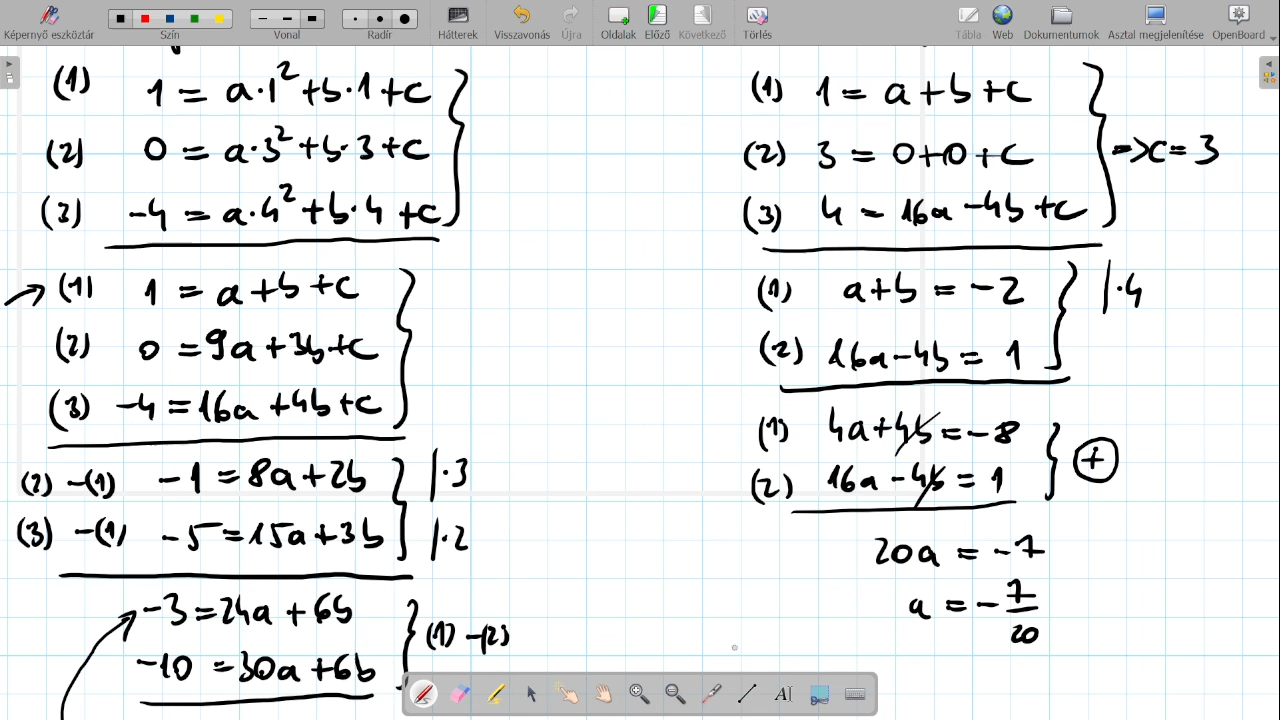 Képernyő eszköztár
Szín
Vonal
Radír
Hátterek
Visszavonás
Újra
Oldalak
Előző
Következő
Törlés
Tábla
Web
Dokumentumok
Asztal megjelenítése
OpenBoard
(1) 1 = a·1²+b·1+c
(2) 0 = a·3²+b·3+c
(3) -4 = a·4²+b·4+c
(1) 1 = a+b+c
(2) 0 = 9a+3b+c
(3) -4 = 16a+4b+c
(2) -(1) -1 = 8a+2b /·3
(3) -(1) -5 = 15a+3b /·2
-3 = 24a+6b
-10 = 30a+6b
(1) -(2)
(1) 1 = a+b+c
(2) 3 = 0+0+c => c = 3
(3) 4 = 16a-4b+c
(1) a+b = -2 /·4
(2) 16a-4b = 1
(1) 4a+4b = -8
(2) 16a-4b = 1
+
20a = -7
a = -7/20